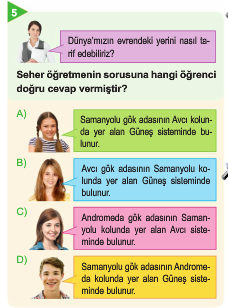 5
Dünya'mızın evrendeki yerini nasıl ta-
rif edebiliriz?
Seher öğretmenin sorusuna hangi öğrenci
doğru cevap vermiştir?
A)
Samanyolu gök adasının Avcı kolun-
da yer alan Güneş sisteminde bu-
lunur.
B)
Avcı gök adasının Samanyolu ko-
lunda yer alan Güneş sisteminde
bulunur.
C)
Andromeda gök adasının Saman-
yolu kolunda yer alan Avcı siste-
minde bulunur.
D)
Samanyolu gök adasının Androme-
da kolunda yer alan Güneş siste-
minde bulunur.